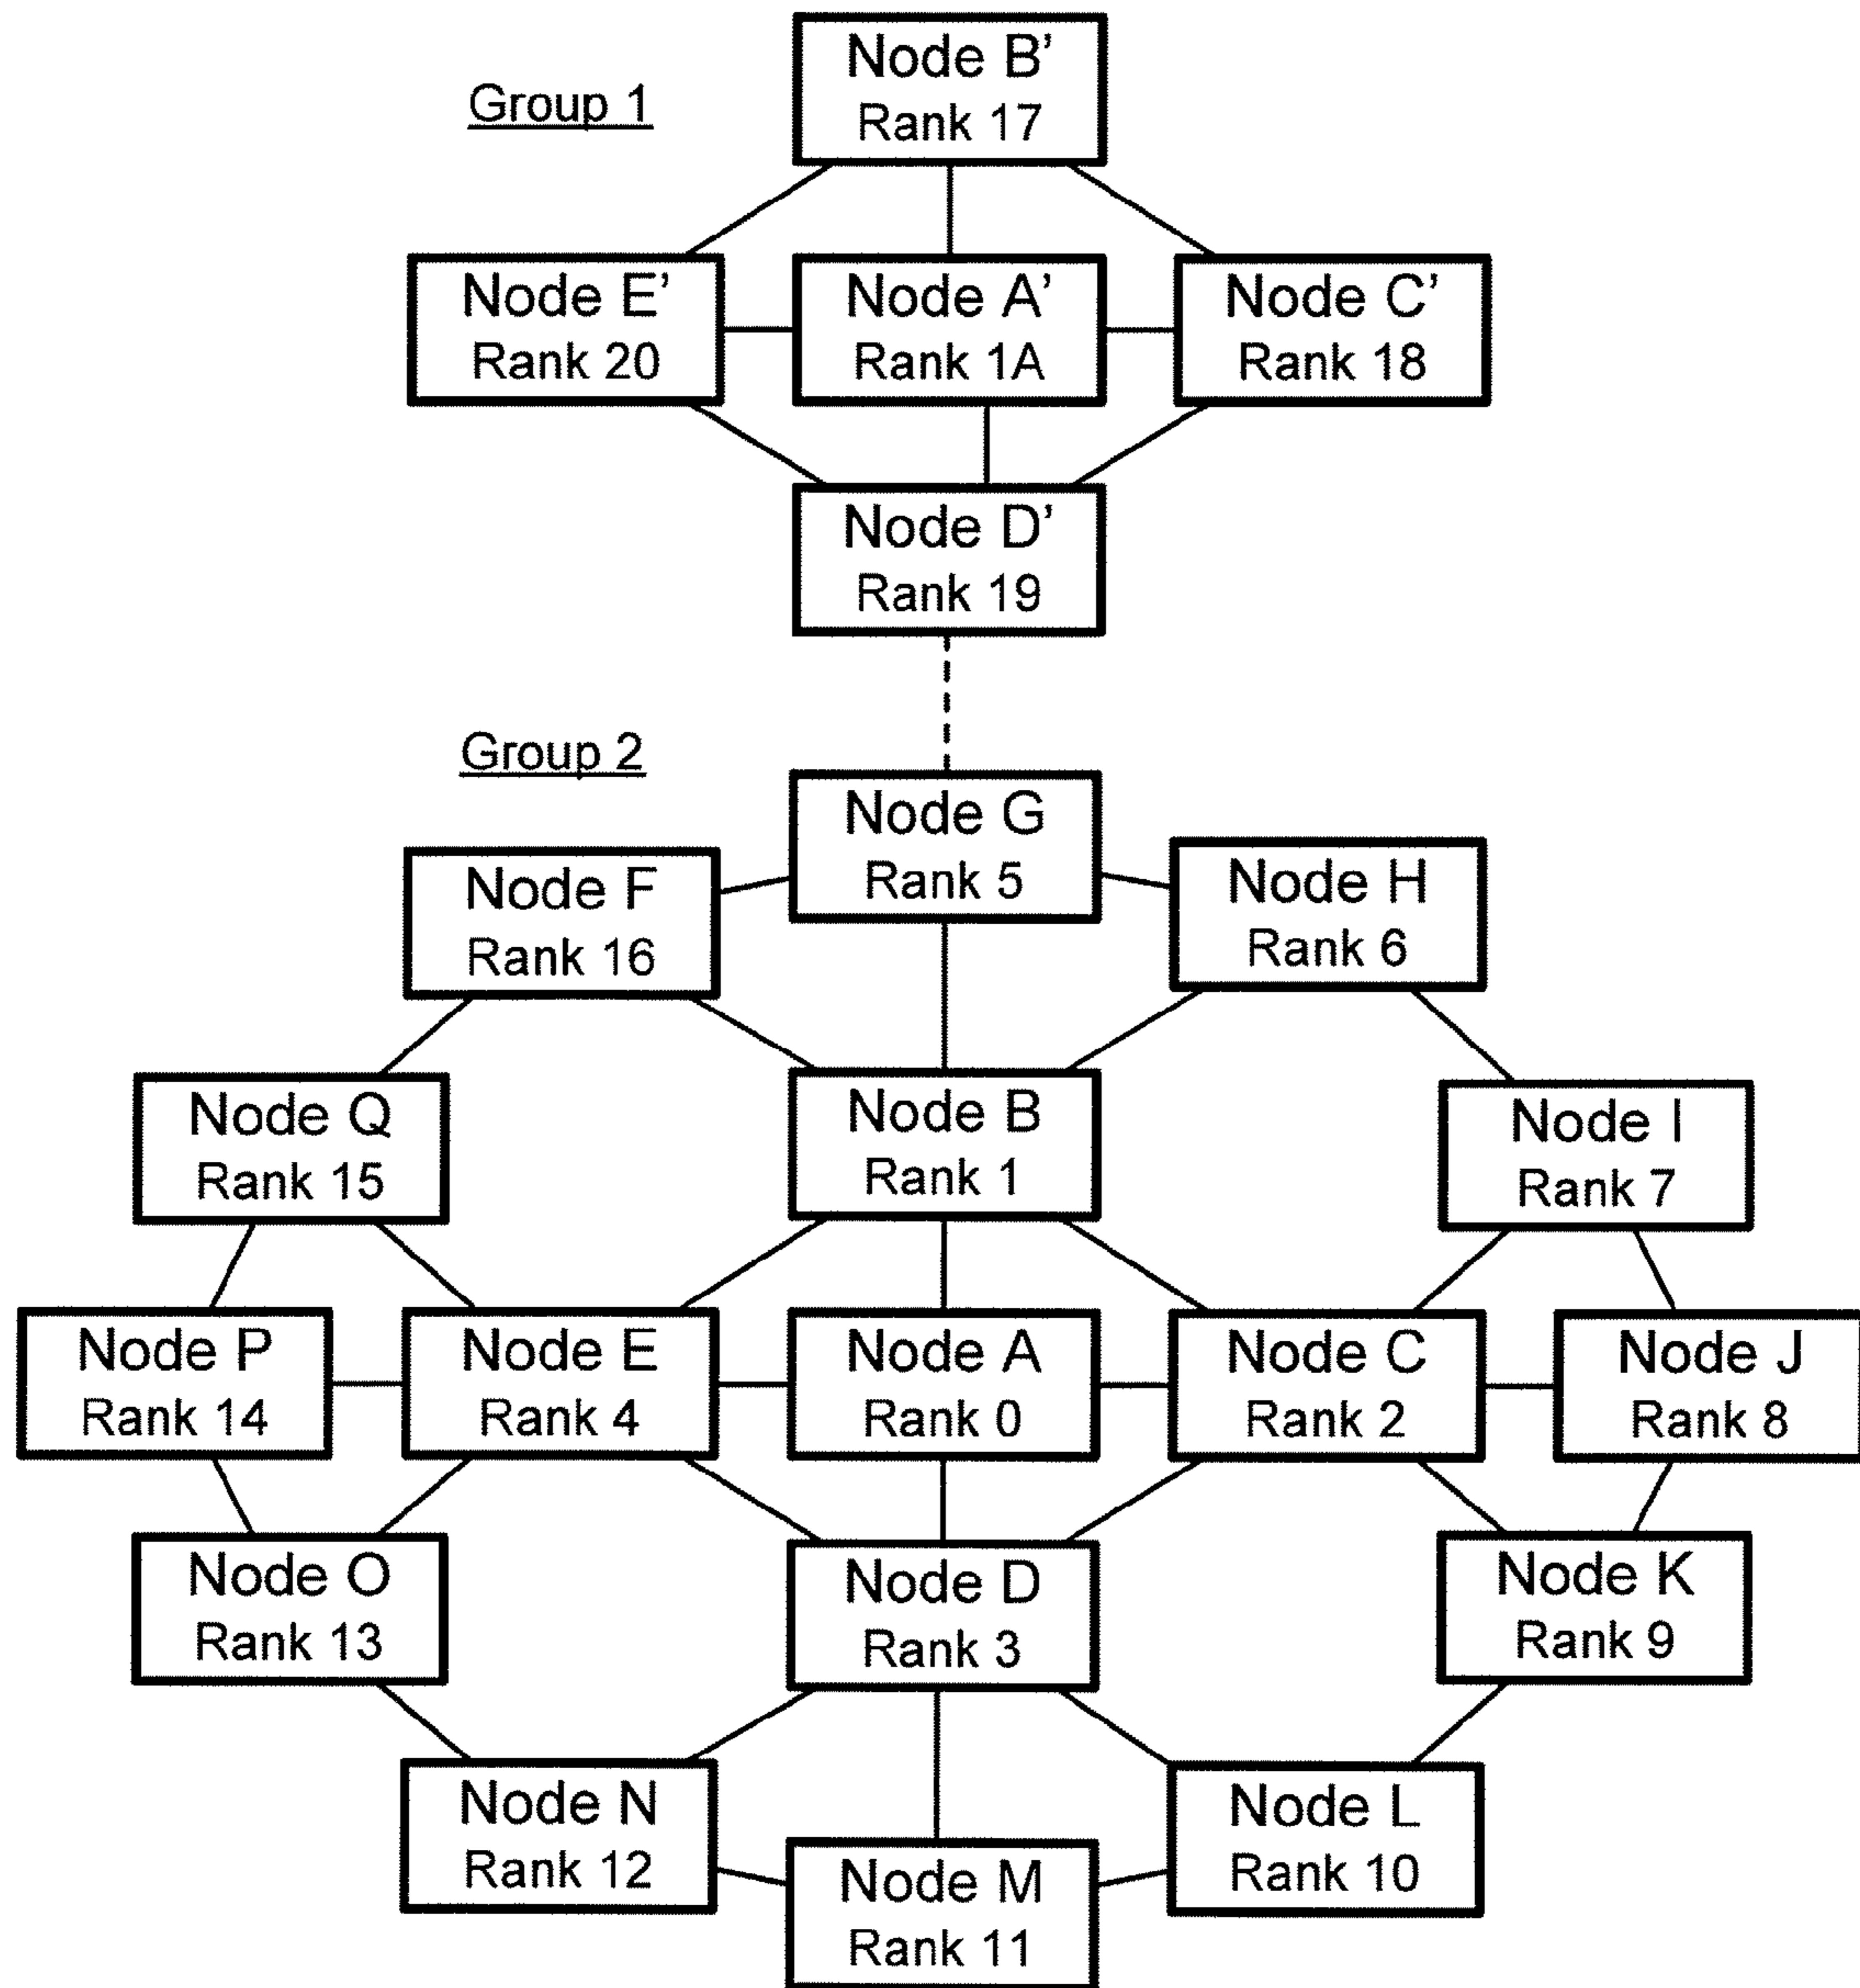 Node B’
Rank 17
Group 1
Node E’
Rank 20
Node A’
Rank 1A
Node C’
Rank 18
Node D’
Rank 19
Group 2
Node G
Rank 5
Node F
Rank 16
Node H
Rank 6
Node Q
Rank 15
Node B
Rank 1
Node I
Rank 7
Node P
Rank 14
Node E
Rank 4
Node A
Rank 0
Node C
Rank 2
Node J
Rank 8
Node O
Rank 13
Node D
Rank 3
Node K
Rank 9
Node N
Rank 12
Node M
Rank 11
Node L
Rank 10